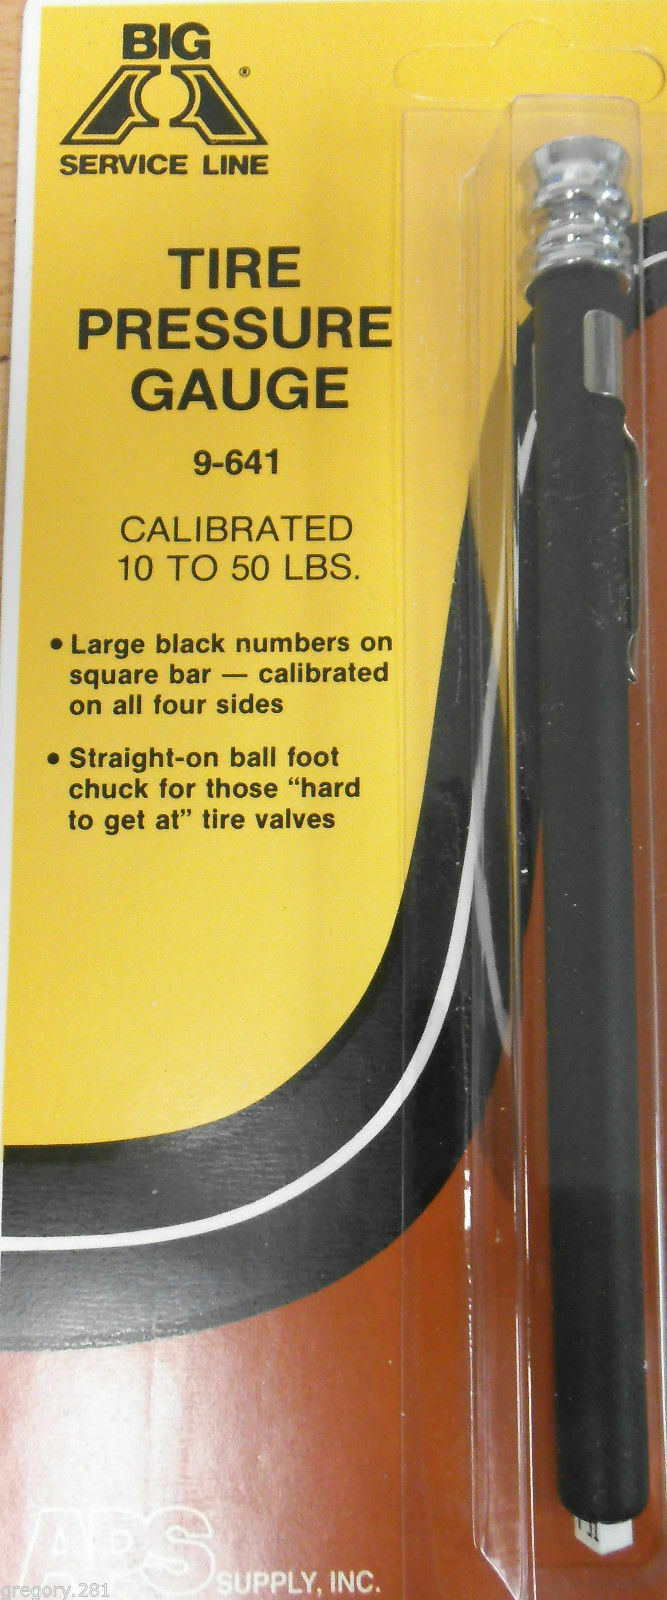 BIG
A
®
SERVICE LINE
TIRE
PRESSURE
GAUGE
9-641
CALIBRATED
10 TO 50 LBS.
• Large black numbers on
square bar — calibrated
on all four sides
• Straight-on ball foot
chuck for those “hard
to get at” tire valves
APS
SUPPLY, INC.
gregory.281